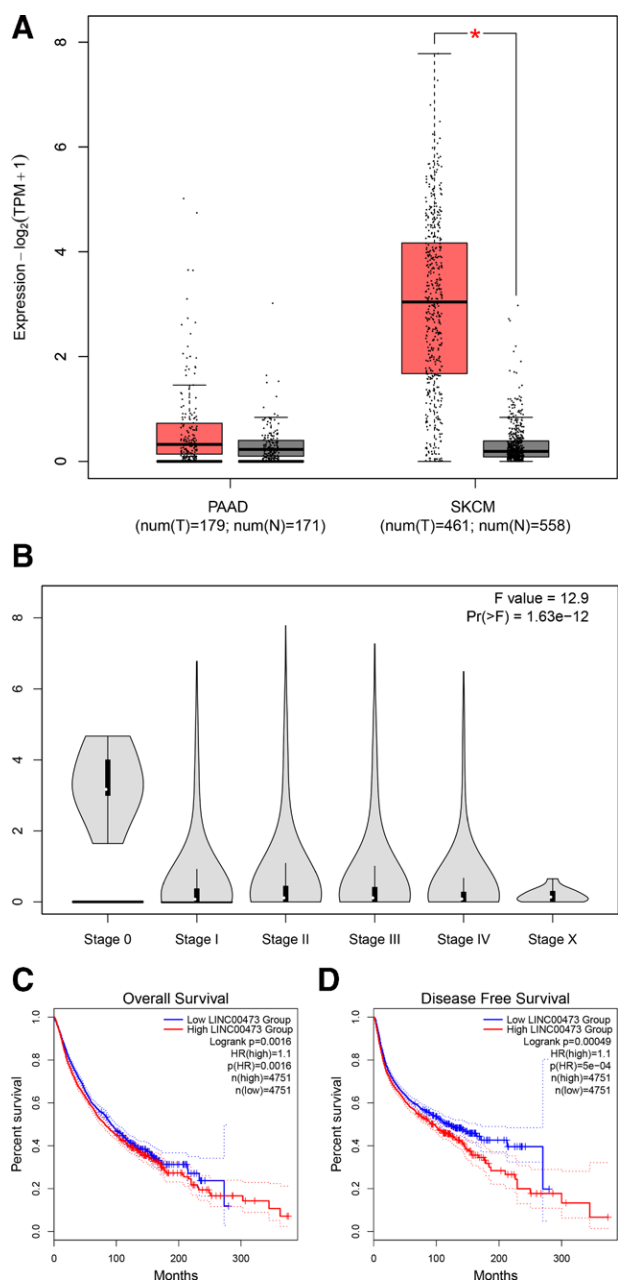 A
8
6
4
2
0
Expression – log2(TPM + 1)
*
PAAD
(num(T)=179; num(N)=171)
SKCM
(num(T)=461; num(N)=558)
B
F value = 12.9
Pr(>F) = 1.63e−12
8
6
4
2
0
Stage 0 Stage I Stage II Stage III Stage IV Stage X
C
Overall Survival
Low LINC00473 Group
High LINC00473 Group
Logrank p=0.0016
HR(high)=1.1
p(HR)=0.0016
n(high)=4751
n(low)=4751
Percent survival
1.0
0.8
0.6
0.4
0.2
0.0
0 100 200 300
Months
D
Disease Free Survival
Low LINC00473 Group
High LINC00473 Group
Logrank p=0.00049
HR(high)=1.1
p(HR)=5e−04
n(high)=4751
n(low)=4751
Percent survival
1.0
0.8
0.6
0.4
0.2
0.0
0 100 200 300
Months